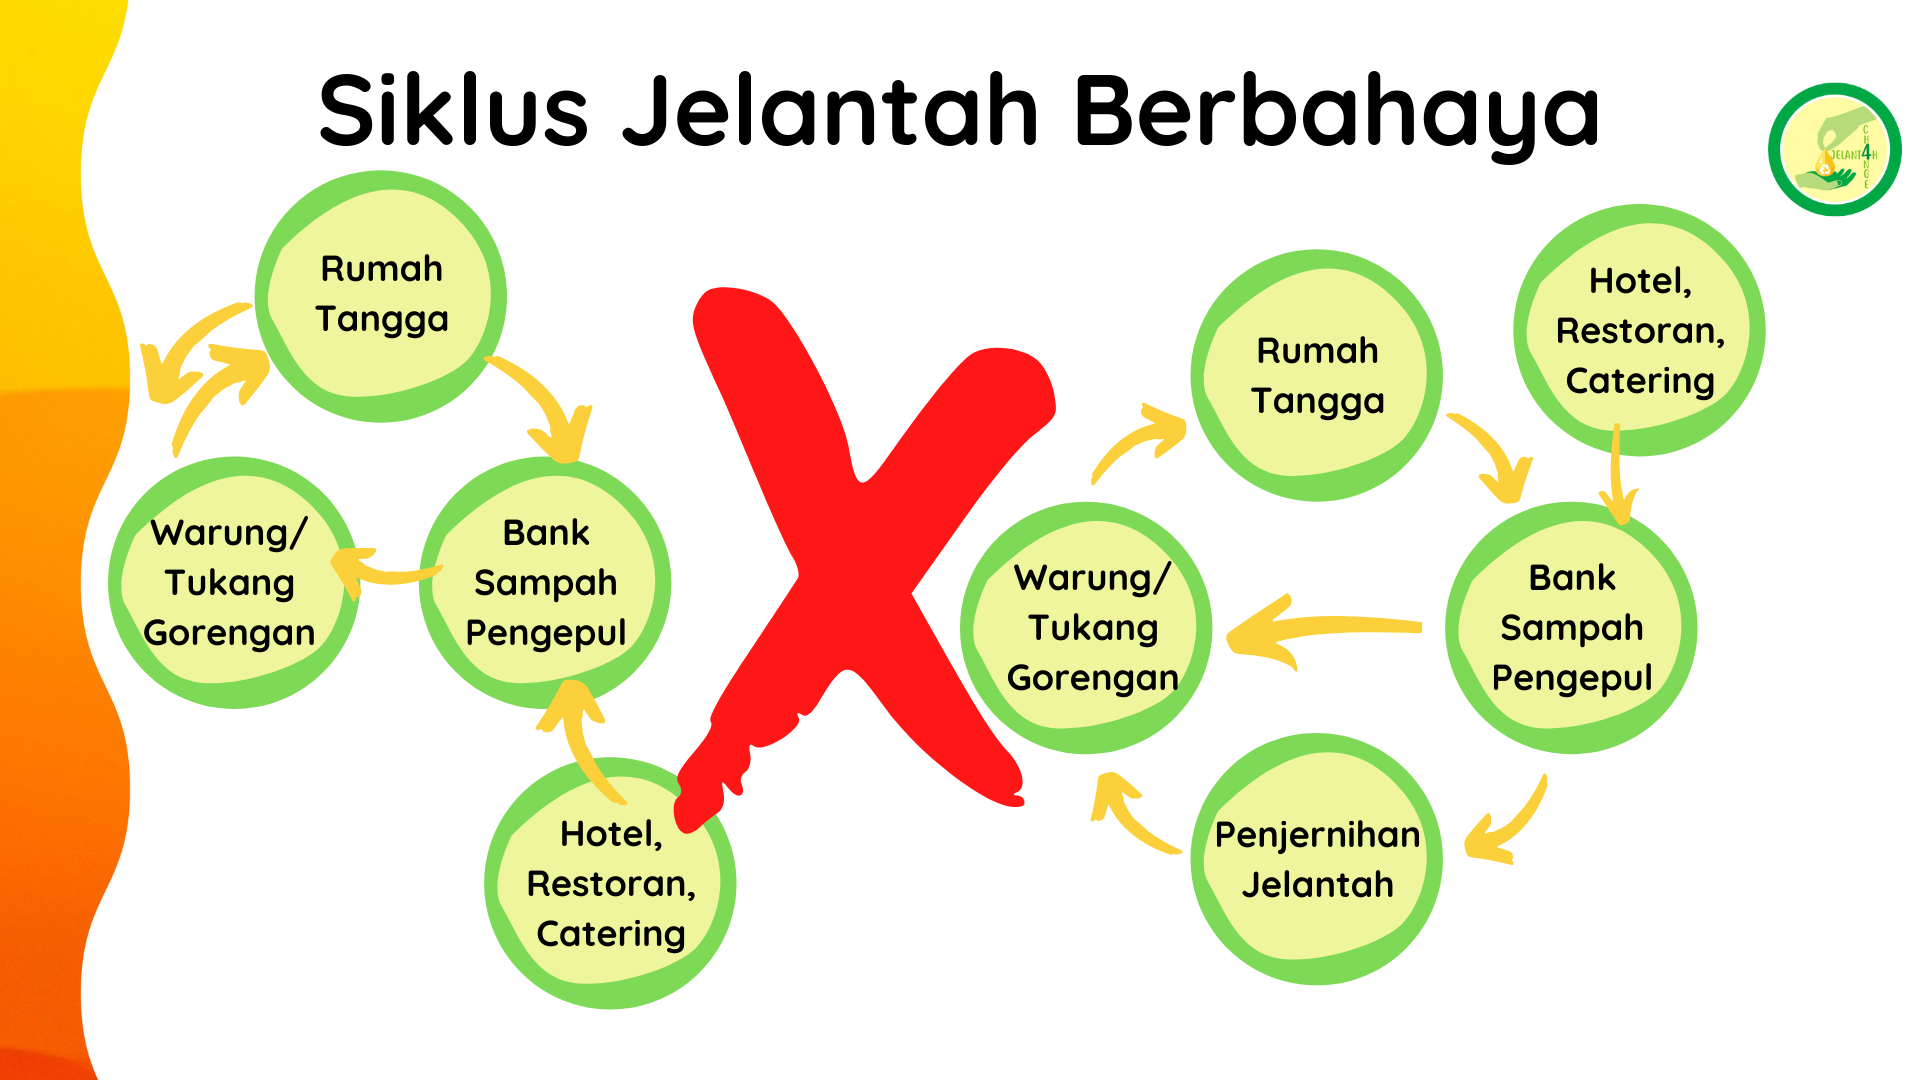 Siklus Jelantah Berbahaya
JELANT4H
CH4NGE
Rumah
Tangga
Warung/
Tukang
Gorengan
Bank
Sampah
Pengepul
Hotel,
Restoran,
Catering
Rumah
Tangga
Hotel,
Restoran,
Catering
Warung/
Tukang
Gorengan
Bank
Sampah
Pengepul
Penjernihan
Jelantah